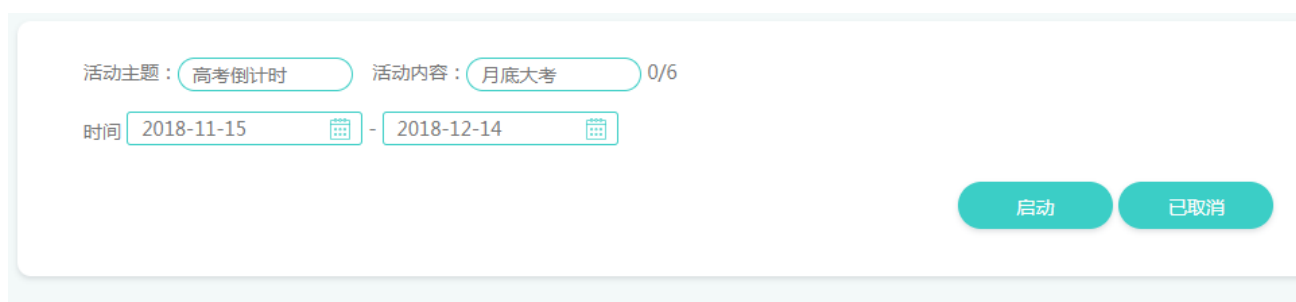 活动主题：高考倒计时 活动内容：月底大考 0/6
时间 2018-11-15 - 2018-12-14
启动 已取消